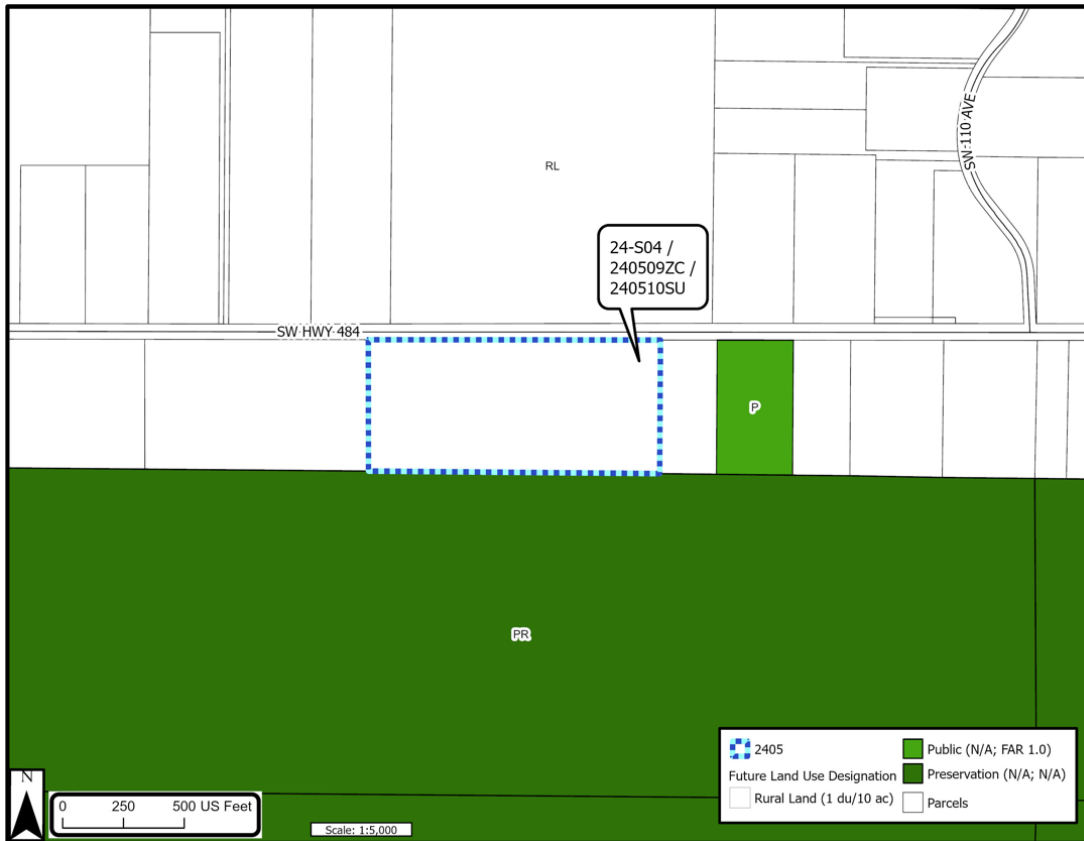 RL
SW 110 AVE
24-S04 /
240509ZC /
240510SU
SW HWY 484
P
PR
N
0 250 500 US Feet
Scale: 1:5,000
2405
Future Land Use Designation
Rural Land (1 du/10 ac)
Public (N/A; FAR 1.0)
Preservation (N/A; N/A)
Parcels